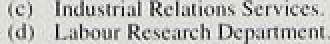 (c) Industrial Relations Services.
(d) Labour Research Department.